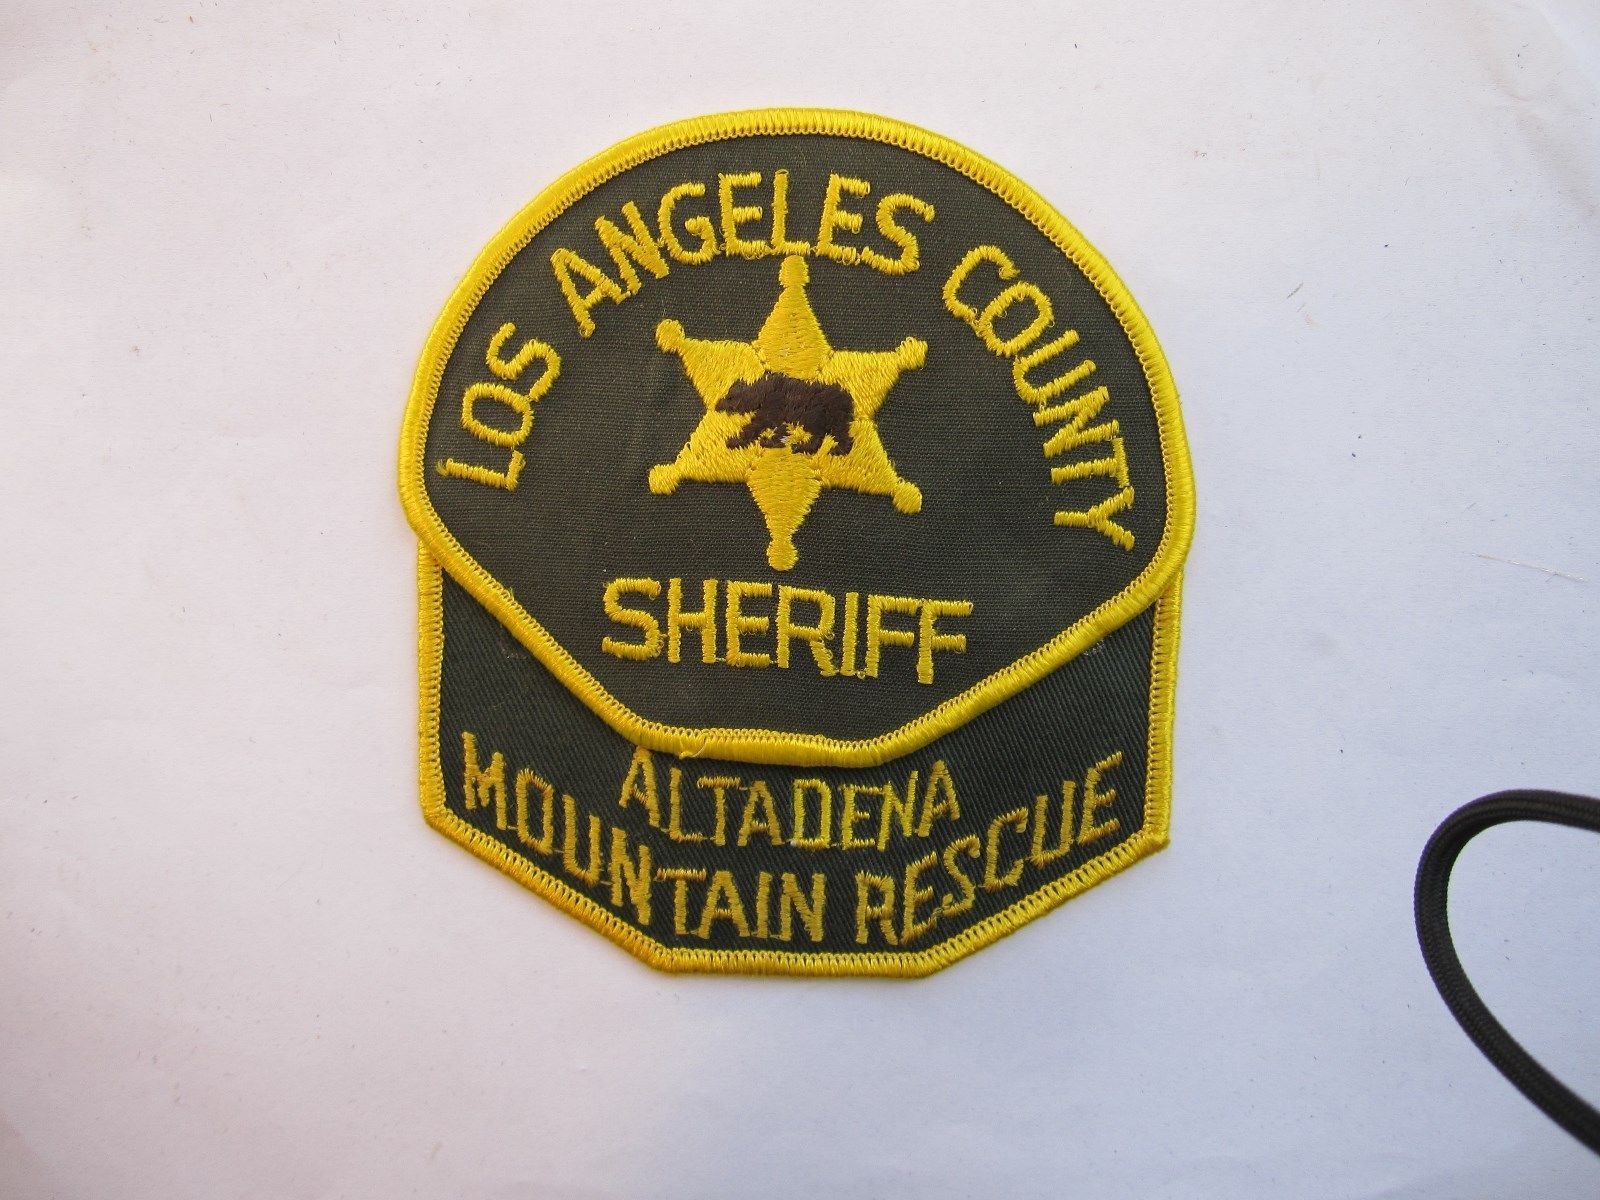 LOS ANGELES COUNTY
SHERIFF
ALTADENA
MOUNTAIN RESCUE